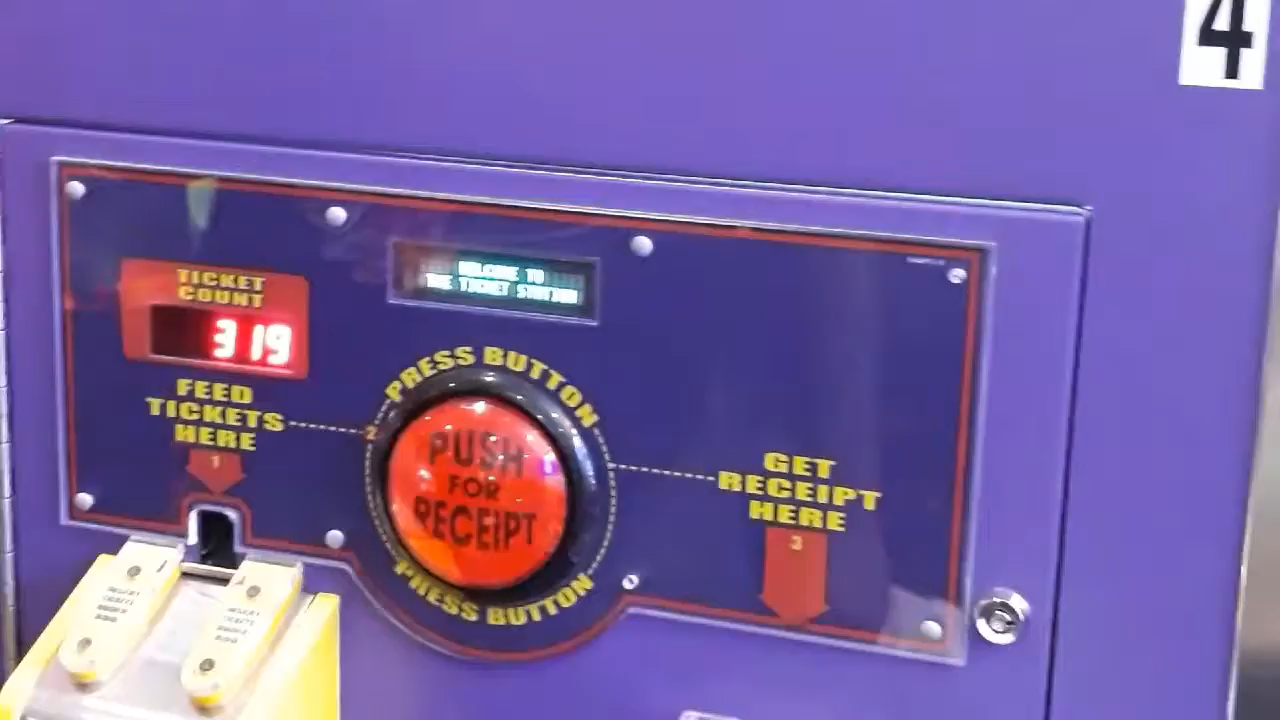 4
TICKET
COUNT
319
WELCOME TO
THE TICKET STATION
FEED
TICKETS
HERE
1
2
PRESS BUTTON
PUSH
FOR
RECEIPT
PRESS BUTTON
GET
RECEIPT
HERE
3